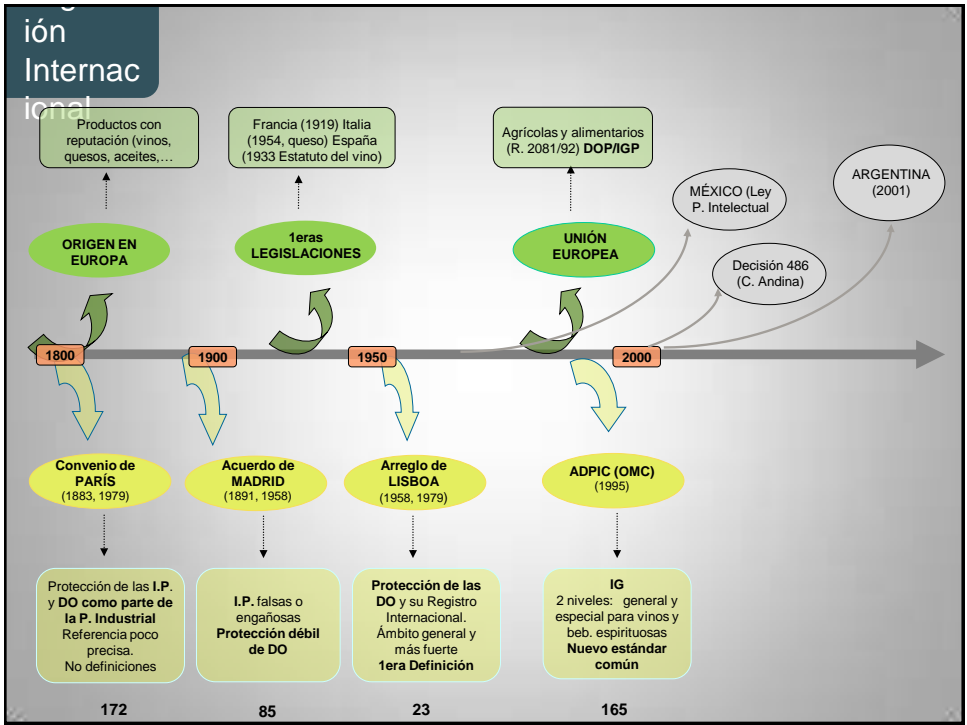 ión
Internac
ional
Productos con
reputación (vinos,
quesos, aceites,…
Francia (1919) Italia
(1954, queso) España
(1933 Estatuto del vino)
Agrícolas y alimentarios
(R. 2081/92) DOP/IGP
MÉXICO (Ley
P. Intelectual
ARGENTINA
(2001)
ORIGEN EN
EUROPA
1eras
LEGISLACIONES
UNIÓN
EUROPEA
Decisión 486
(C. Andina)
1800
1900
1950
2000
Convenio de
PARÍS
(1883, 1979)
Acuerdo de
MADRID
(1891, 1958)
Arreglo de
LISBOA
(1958, 1979)
ADPIC (OMC)
(1995)
Protección de las I.P.
y DO como parte de
la P. Industrial
Referencia poco
precisa.
No definiciones
I.P. falsas o
engañosas
Protección débil
de DO
Protección de las
DO y su Registro
Internacional.
Ámbito general y
más fuerte
1era Definición
IG
2 niveles: general y
especial para vinos y
beb. espirituosas
Nuevo estándar
común
172
85
23
165